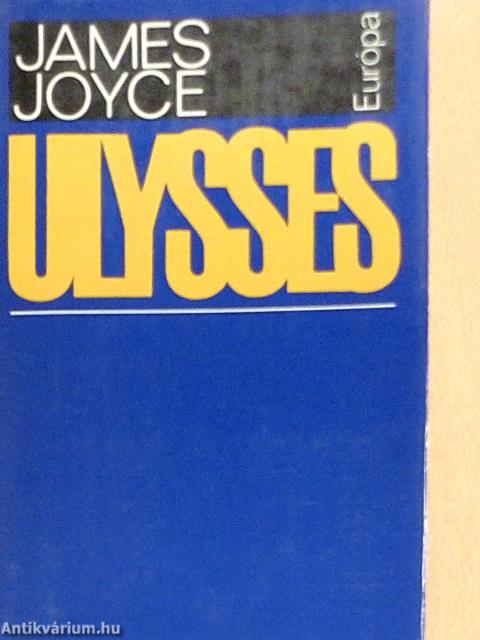 JAMES
JOYCE
Európa
ULYSSES
Antikvárium.hu